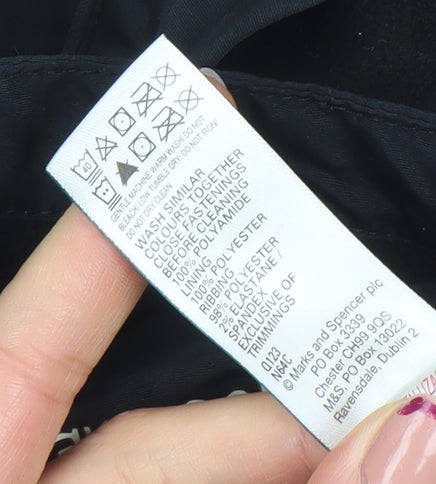 40
GENTLE MACHINE WARM WASH/ DO NOT
BLEACH/ LOW TUMBLE DRY/ DO NOT IRON/
DO NOT DRY CLEAN
WASH SIMILAR
COLOURS TOGETHER
CLOSE FASTENINGS
BEFORE CLEANING
100% POLYAMIDE
LINING
100% POLYESTER
RIBBING
98% POLYESTER
2% ELASTANE /
SPANDEX
EXCLUSIVE OF
TRIMMINGS
0123
N64C
© Marks and Spencer plc
PO Box 3339
Chester CH99 9QS
M&S, PO Box 13022
Ravensdale, Dublin 2